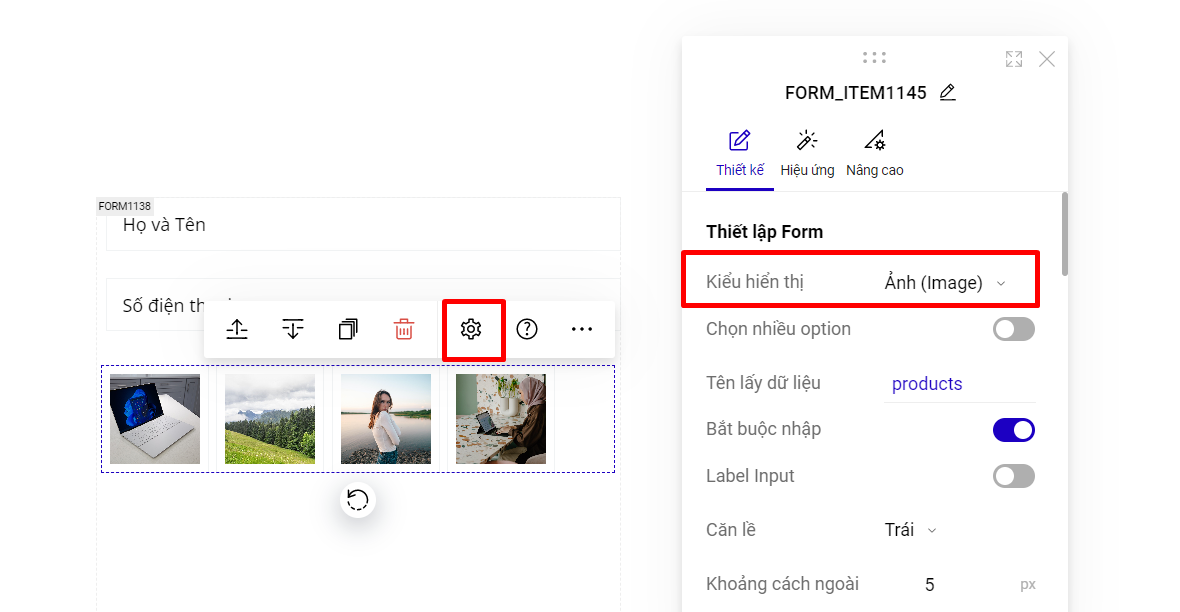 FORM1138
Họ và Tên
Số điện
FORM_ITEM1145
Thiết kế
Hiệu ứng
Nâng cao
Thiết lập Form
Kiểu hiển thị
Ảnh (Image)
Chọn nhiều option
Tên lấy dữ liệu
products
Bắt buộc nhập
Label Input
Căn lề
Trái
Khoảng cách ngoài
5
px